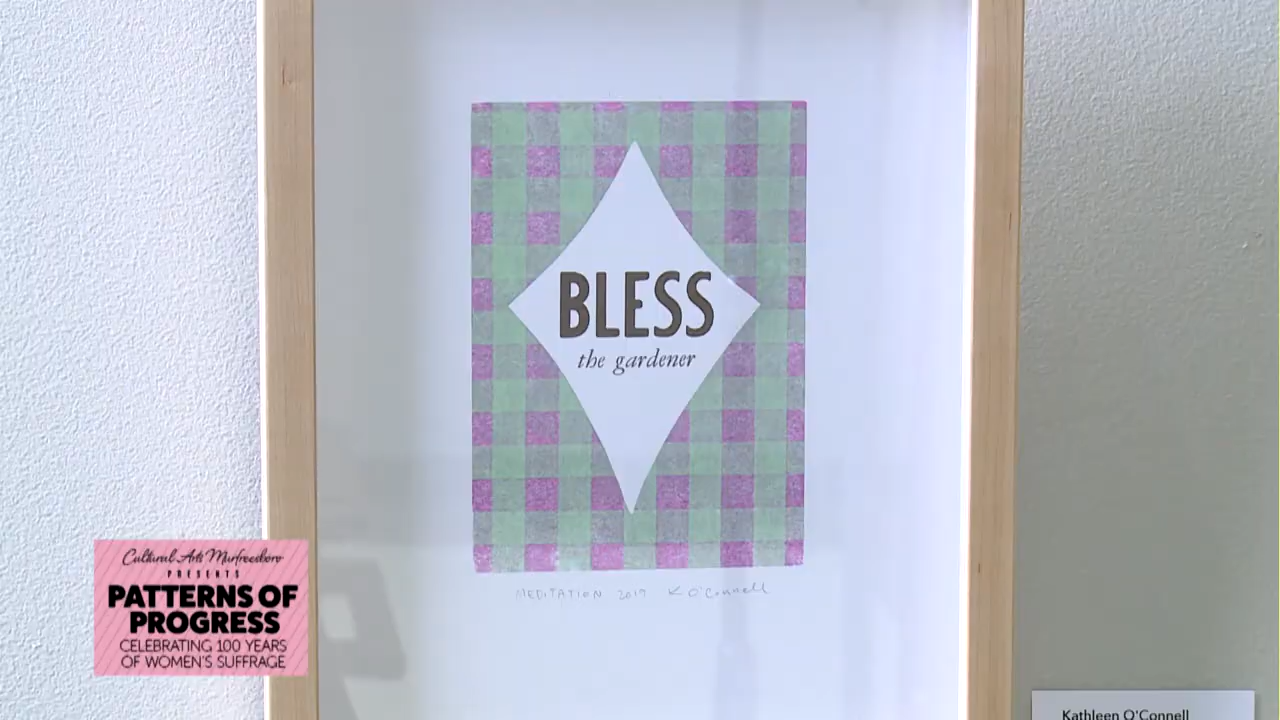 BLESS
the gardener
MEDITATION 2019 K O'Connell
Cultural Arts Murfreesboro
PRESENTS
PATTERNS OF
PROGRESS
CELEBRATING 100 YEARS
OF WOMEN'S SUFFRAGE
Kathleen O'Connell